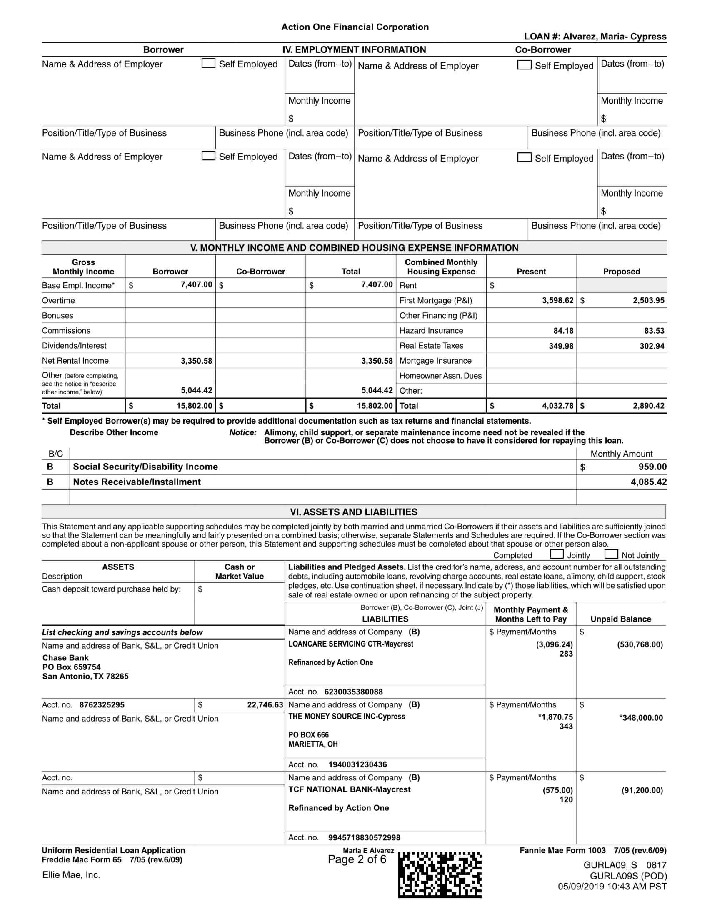 Action One Financial Corporation
LOAN #: Alvarez, Maria- Cypress
Borrower IV. EMPLOYMENT INFORMATION Co-Borrower
Name & Address of Employer Self Employed Dates (from–to) Name & Address of Employer Self Employed Dates (from–to)
Monthly Income Monthly Income
$ $
Position/Title/Type of Business Business Phone (incl. area code) Position/Title/Type of Business Business Phone (incl. area code)
Name & Address of Employer Self Employed Dates (from–to) Name & Address of Employer Self Employed Dates (from–to)
Monthly Income Monthly Income
$ $
Position/Title/Type of Business Business Phone (incl. area code) Position/Title/Type of Business Business Phone (incl. area code)
V. MONTHLY INCOME AND COMBINED HOUSING EXPENSE INFORMATION
Gross Combined Monthly
Monthly Income Borrower Co-Borrower Total Housing Expense Present Proposed
Base Empl. Income* $ 7,407.00 $ $ 7,407.00 Rent $
Overtime First Mortgage (P&I) 3,598.62 $ 2,503.95
Bonuses Other Financing (P&I)
Commissions Hazard Insurance 84.18 83.53
Dividends/Interest Real Estate Taxes 349.98 302.94
Net Rental Income 3,350.58 3,350.58 Mortgage Insurance
Other (before completing, Homeowner Assn. Dues
see the notice in "describe
other income," below) 5,044.42 5,044.42 Other:
Total $ 15,802.00 $ $ 15,802.00 Total $ 4,032.78 $ 2,890.42
* Self Employed Borrower(s) may be required to provide additional documentation such as tax returns and financial statements.
Describe Other Income Notice: Alimony, child support, or separate maintenance income need not be revealed if the
Borrower (B) or Co-Borrower (C) does not choose to have it considered for repaying this loan.
B/C Monthly Amount
B Social Security/Disability Income $ 959.00
B Notes Receivable/Installment 4,085.42
VI. ASSETS AND LIABILITIES
This Statement and any applicable supporting schedules may be completed jointly by both married and unmarried Co-Borrowers if their assets and liabilities are sufficiently joined
so that the Statement can be meaningfully and fairly presented on a combined basis; otherwise, separate Statements and Schedules are required. If the Co-Borrower section was
completed about a non-applicant spouse or other person, this Statement and supporting schedules must be completed about that spouse or other person also.
Completed Jointly Not Jointly
ASSETS Cash or Liabilities and Pledged Assets. List the creditor's name, address, and account number for all outstanding
Description Market Value debts, including automobile loans, revolving charge accounts, real estate loans, alimony, child support, stock
Cash deposit toward purchase held by: $ pledges, etc. Use continuation sheet, if necessary. Indicate by (*) those liabilities, which will be satisfied upon
sale of real estate owned or upon refinancing of the subject property.
Borrower (B), Co-Borrower (C), Joint (J) Monthly Payment &
LIABILITIES Months Left to Pay Unpaid Balance
List checking and savings accounts below Name and address of Company (B) $ Payment/Months $
Name and address of Bank, S&L, or Credit Union LOANCARE SERVICING CTR-Maycrest (3,096.24) (530,768.00)
Chase Bank 283
PO Box 659754 Refinanced by Action One
San Antonio, TX 78265
Acct. no. 6230035380088
Acct. no. 8762325295 $ 22,746.63 Name and address of Company (B) $ Payment/Months $
Name and address of Bank, S&L, or Credit Union THE MONEY SOURCE INC-Cypress *1,870.75 *348,000.00
343
PO BOX 666
MARIETTA, OH
Acct. no. 1940031230436
Acct. no. $ Name and address of Company (B) $ Payment/Months $
Name and address of Bank, S&L, or Credit Union TCF NATIONAL BANK-Maycrest (575.00) (91,200.00)
120
Refinanced by Action One
Acct. no. 9945718830572998
Uniform Residential Loan Application Maria E Alvarez Fannie Mae Form 1003 7/05 (rev.6/09)
Freddie Mac Form 65 7/05 (rev.6/09) Page 2 of 6
GURLA09_S 0817
Ellie Mae, Inc. GURLA09S (POD)
05/09/2019 10:43 AM PST